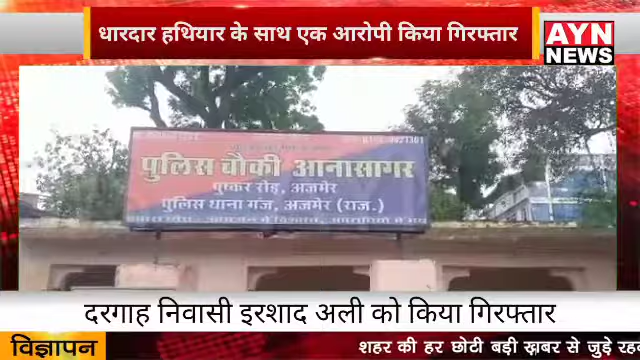 धारदार हथियार के साथ एक आरोपी किया गिरफ्तार
AYN
NEWS
पुलिस चौकी आनासागर
पुष्कर रोड़, अजमेर
पुलिस थाना गंज, अजमेर (राज.)
दरगाह निवासी इरशाद अली को किया गिरफ्तार
विज्ञापन
शहर की हर छोटी बड़ी ख़बर से जुड़े